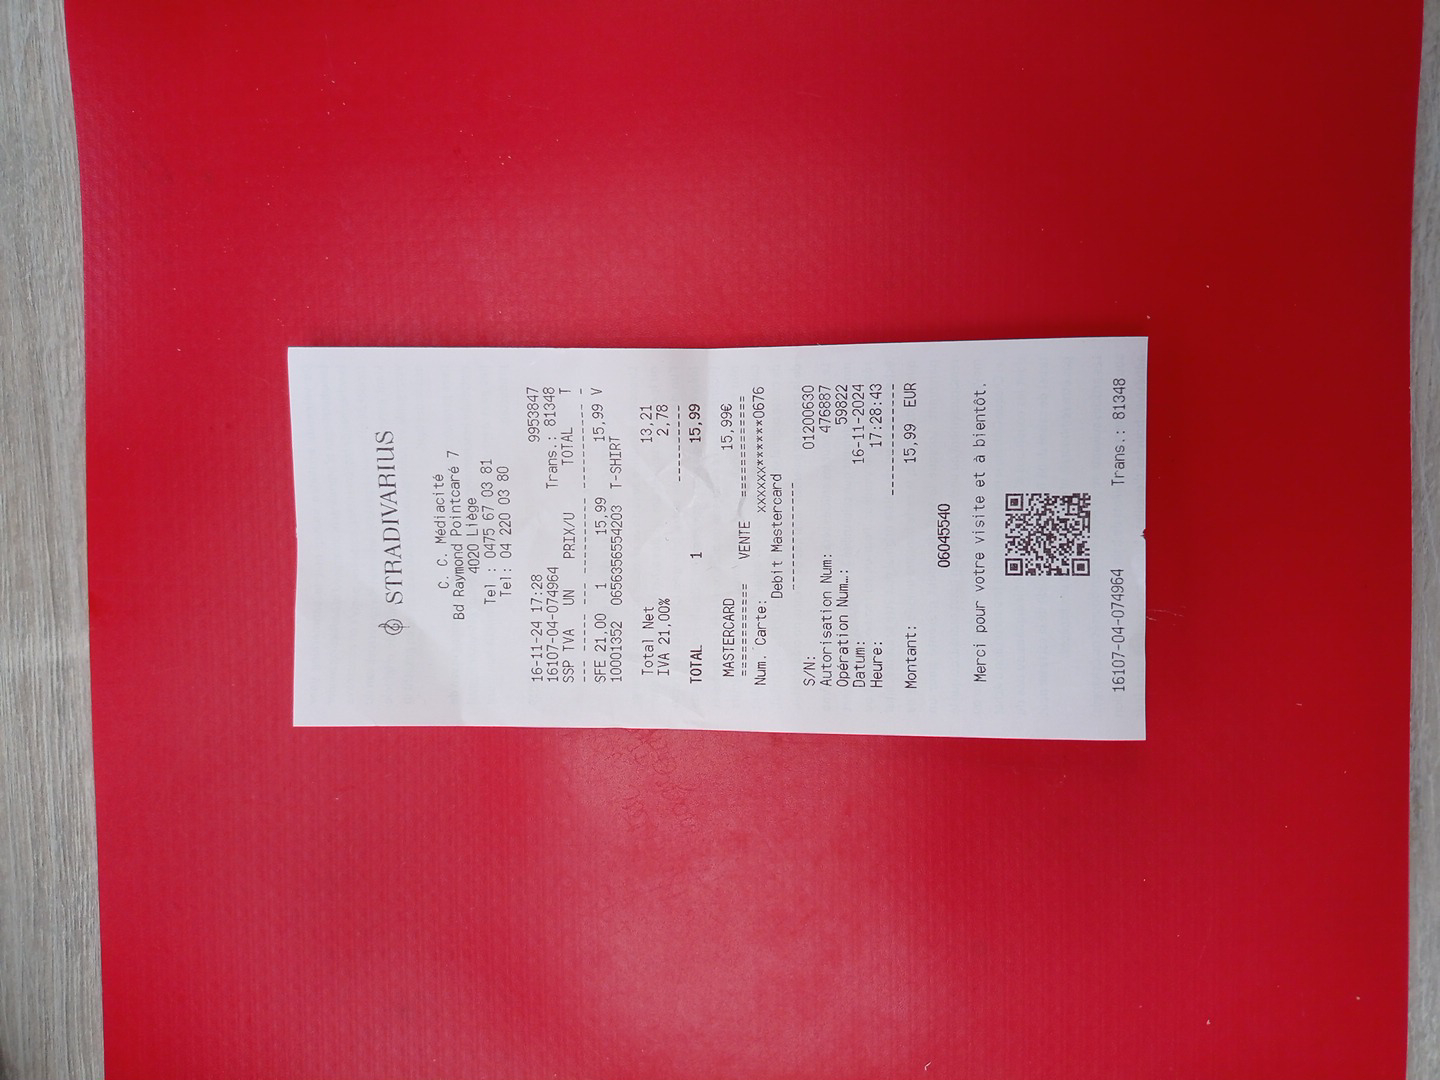 STRADIVARIUS
C. C. Médiacité
Bd Raymond Pointcaré 7
4020 Liège
Tel : 0475 67 03 81
Tel: 04 220 03 80
16-11-24 17:28 9953847
16107-04-074964 Trans.: 81348
SSP TVA UN PRIX/U TOTAL T
--- ----- --- --------- --------- -
SFE 21,00 1 15,99 15,99 V
10001352 06563565542​03 T-SHIRT
Total Net 13,21
IVA 21,00% 2,78
----------
TOTAL 1 15,99
MASTERCARD 15,99€
============ VENTE =============
Num. Carte: xxxxxx******0676
Debit Mastercard
--------------
S/N: 01200630
Autorisation Num: 476887
Opération Num…: 59822
Datum: 16-11-2024
Heure: 17:28:43
--------------
Montant: 15,99 EUR
06045540
Merci pour votre visite et à bientôt.
16107-04-074964 Trans.: 81348